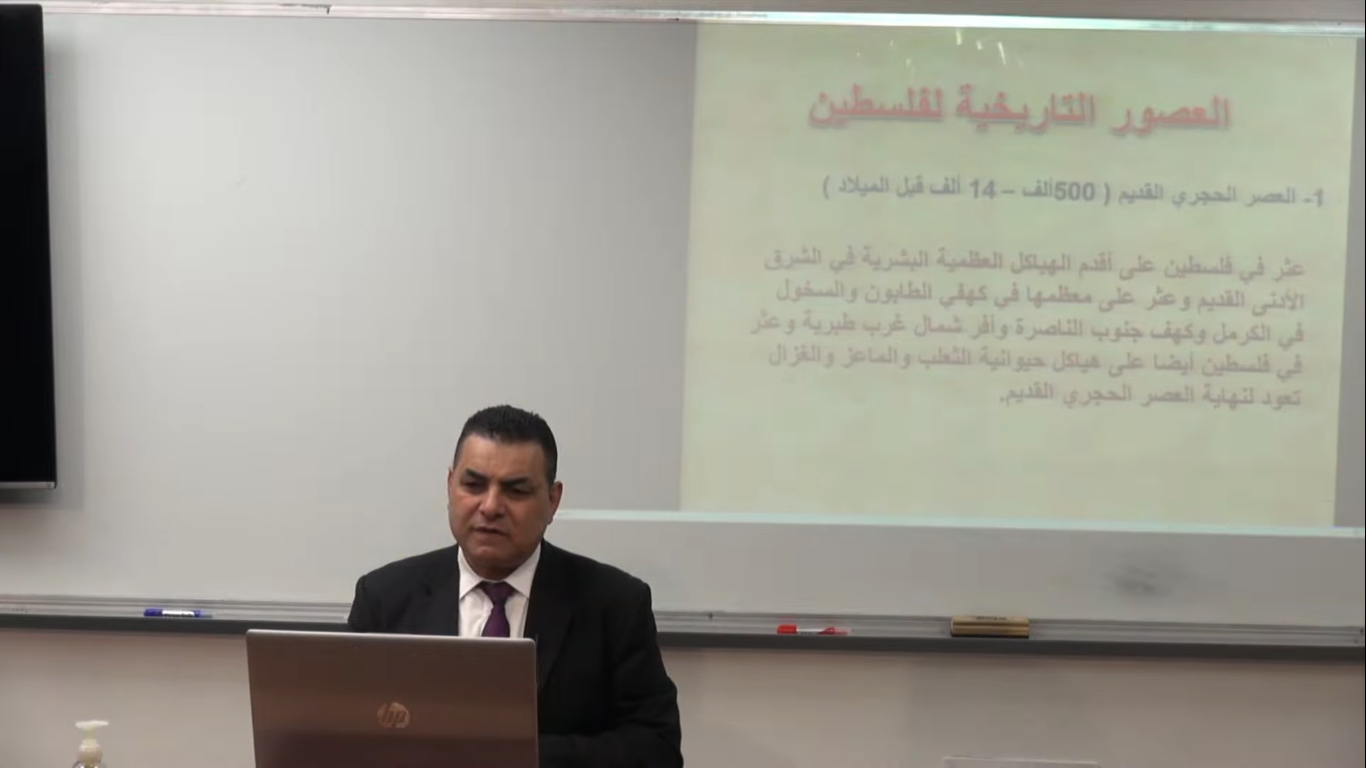 العصور التاريخية لفلسطين
1- العصر الحجري القديم ( 500ألف – 14 ألف قبل الميلاد )
عثر في فلسطين على أقدم الهياكل العظمية البشرية في الشرق
الأدنى القديم وعثر على معظمها في كهفي الطابون والسخول
في الكرمل وكهف جنوب الناصرة وأفر شمال غرب طبرية وعثر
في فلسطين أيضا على هياكل حيوانية الثعلب والماعز والغزال
تعود لنهاية العصر الحجري القديم.
hp